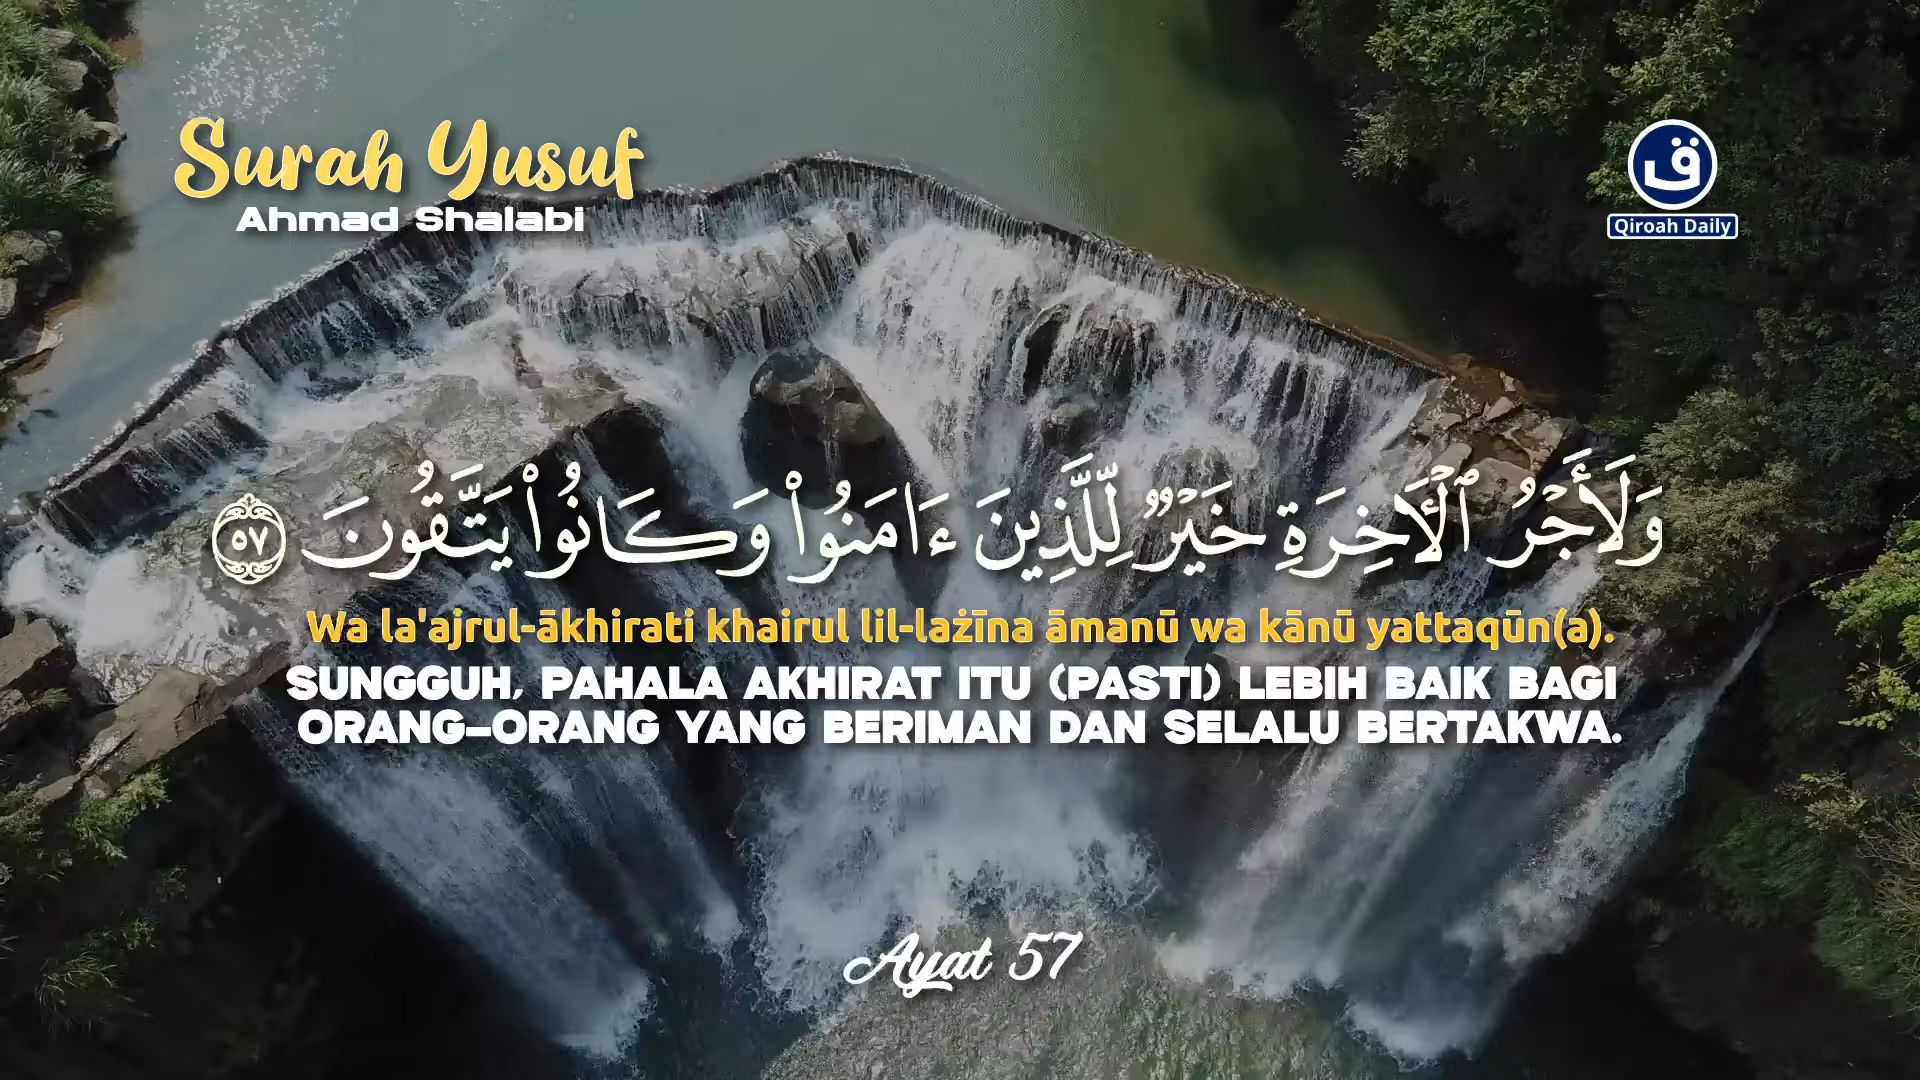 Surah Yusuf
Ahmad Shalabi
ق
Qiroah Daily
وَلَأَجْرُ ٱلْـَٔاخِرَةِ خَيْرٌ لِّلَّذِينَ ءَامَنُوا۟ وَكَانُوا۟ يَتَّقُونَ ٥٧
Wa la'ajrul-ākhirati khairul lil-lażīna āmanū wa kānū yattaqūn(a).
SUNGGUH, PAHALA AKHIRAT ITU (PASTI) LEBIH BAIK BAGI
ORANG-ORANG YANG BERIMAN DAN SELALU BERTAKWA.
Ayat 57